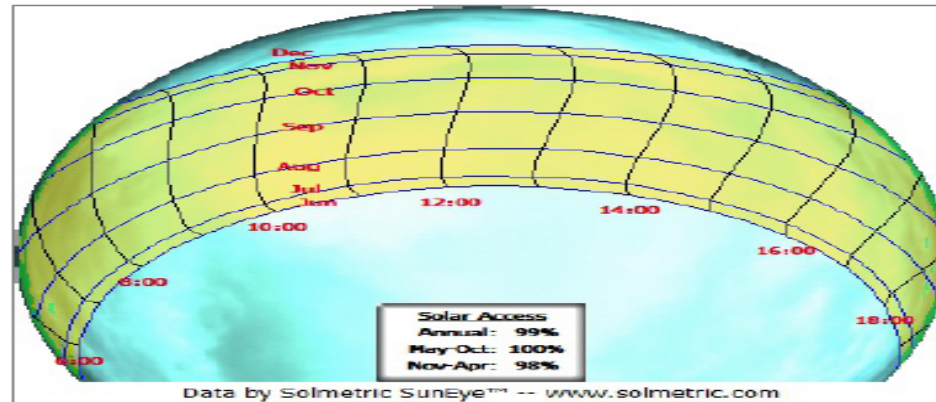 Dec
Nov
Oct
Sep
Aug
Jul
Jun
12:00
14:00
10:00
16:00
8:00
18:00
6:00
Solar Access
Annual: 99%
May-Oct: 100%
Nov-Apr: 98%
Data by Solmetric SunEye™ -- www.solmetric.com